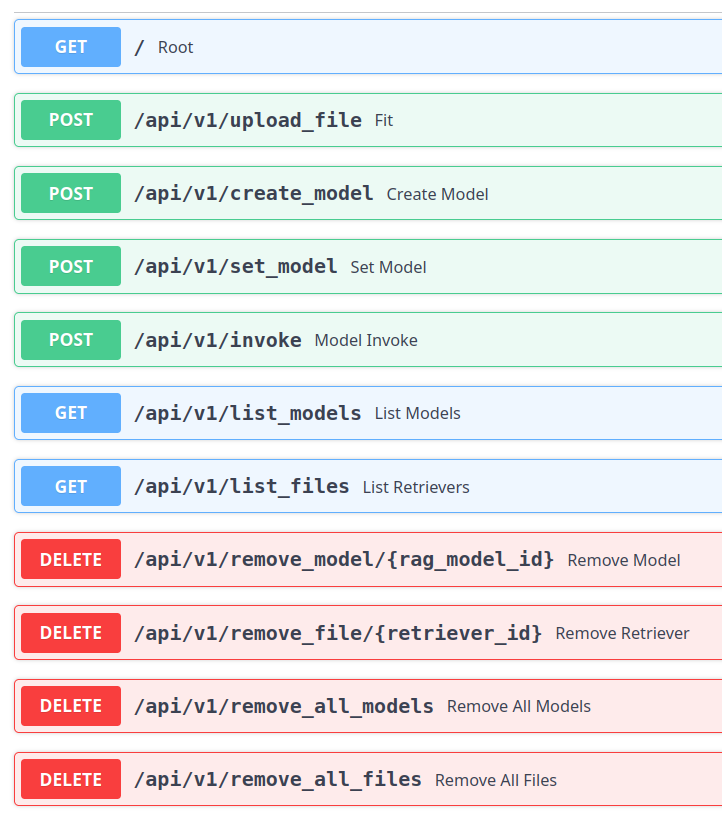 GET / Root
POST /api/v1/upload_file Fit
POST /api/v1/create_model Create Model
POST /api/v1/set_model Set Model
POST /api/v1/invoke Model Invoke
GET /api/v1/list_models List Models
GET /api/v1/list_files List Retrievers
DELETE /api/v1/remove_model/{rag_model_id} Remove Model
DELETE /api/v1/remove_file/{retriever_id} Remove Retriever
DELETE /api/v1/remove_all_models Remove All Models
DELETE /api/v1/remove_all_files Remove All Files